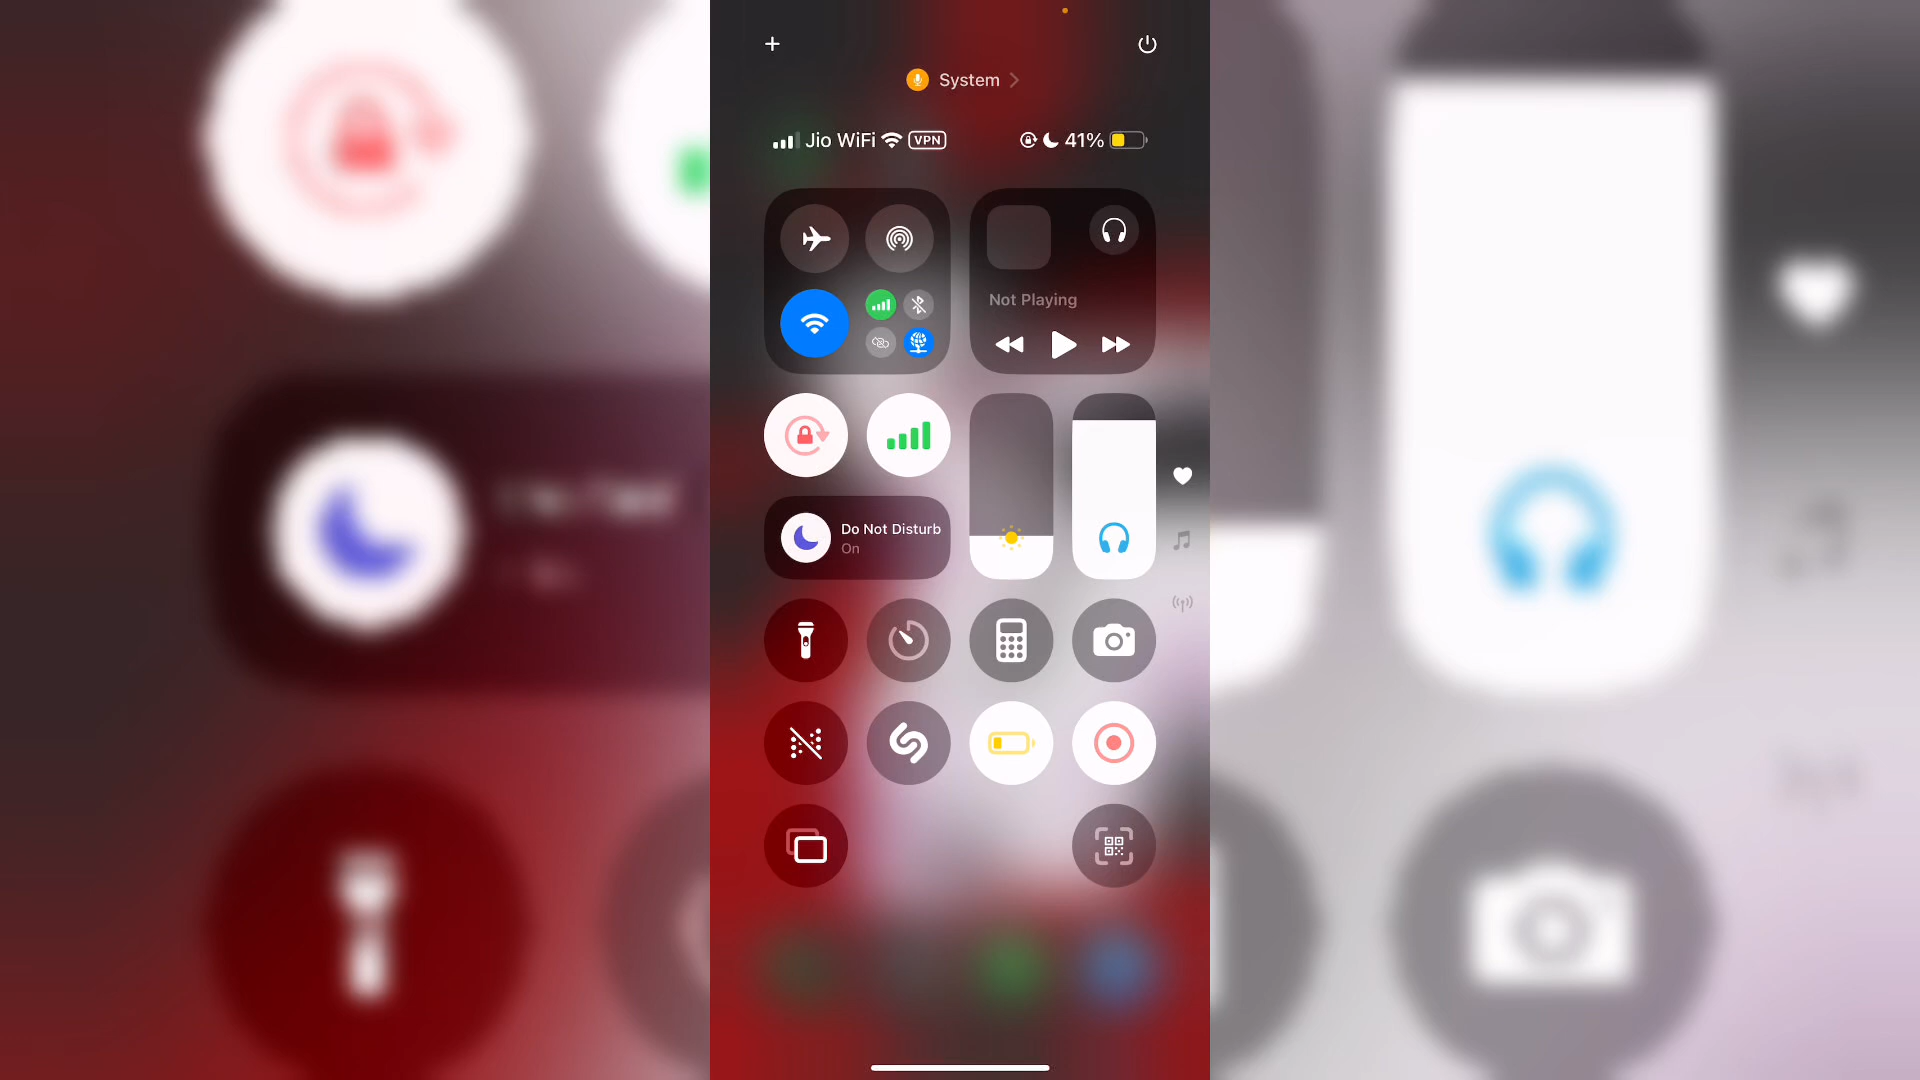 System
Jio WiFi VPN 41%
Not Playing
Do Not Disturb
On